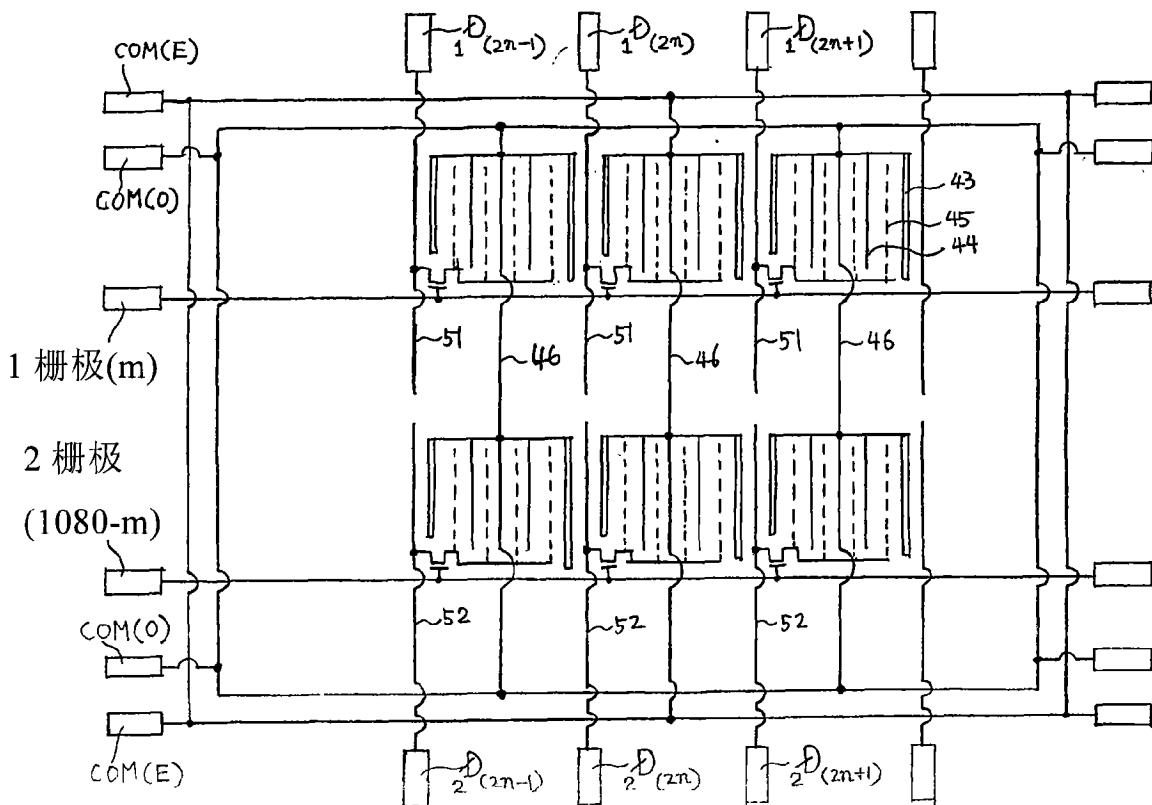 1D(2n-1) 1D(2n) 1D(2n+1)
COM(E)
COM(O)
43
45
44
1 栅极(m)
51 46 51 46 51 46
2 栅极
(1080-m)
COM(O)
52 52 52
COM(E)
2D(2n-1) 2D(2n) 2D(2n+1)